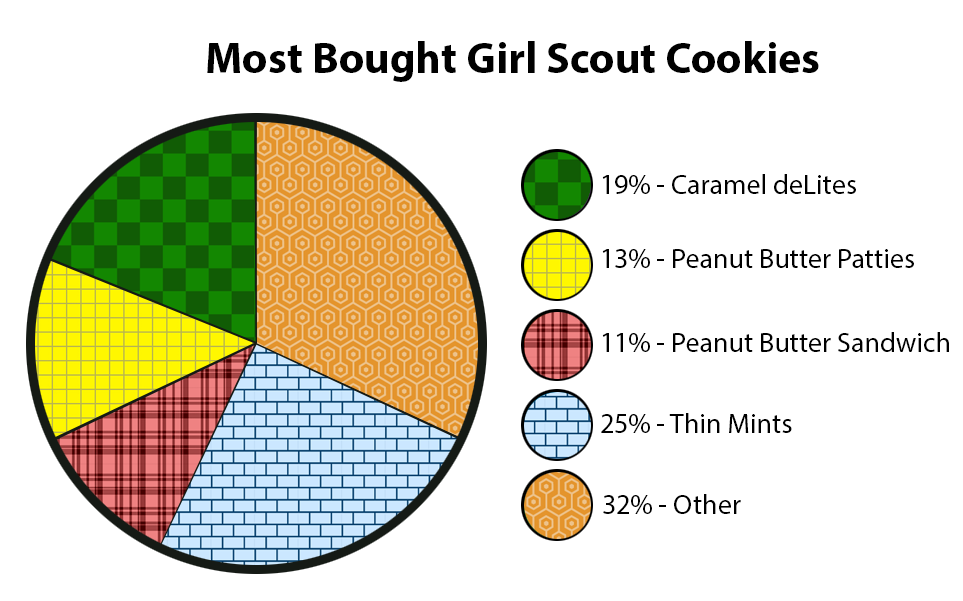 Most Bought Girl Scout Cookies
19% - Caramel deLites
13% - Peanut Butter Patties
11% - Peanut Butter Sandwich
25% - Thin Mints
32% - Other